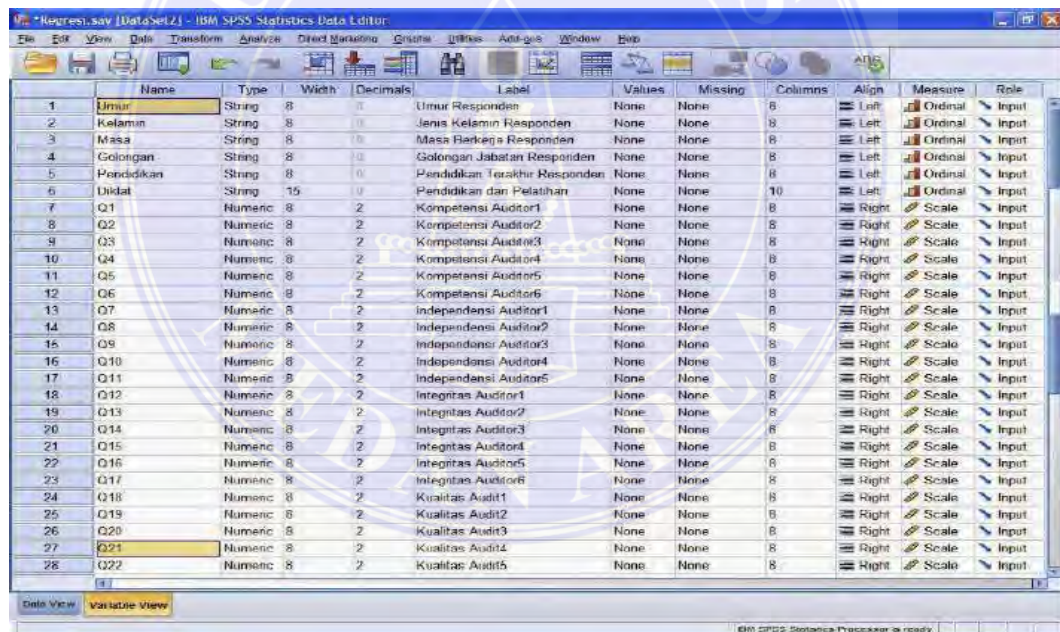 *Regresi.sav [DataSet2] - IBM SPSS Statistics Data Editor
File Edit View Data Transform Analyze Direct Marketing Graphs Utilities Add-ons Window Help
Name Type Width Decimals Label Values Missing Columns Align Measure Role
1 Umur String 8 0 Umur Responden None None 8 Left Ordinal Input
2 Kelamin String 8 0 Jenis Kelamin Responden None None 8 Left Ordinal Input
3 Masa String 8 0 Masa Berkerja Responden None None 8 Left Ordinal Input
4 Golongan String 8 0 Golongan Jabatan Responden None None 8 Left Ordinal Input
5 Pendidikan String 8 0 Pendidikan Terakhir Responden None None 8 Left Ordinal Input
6 Diklat String 15 0 Pendidikan dan Pelatihan None None 10 Left Ordinal Input
7 Q1 Numeric 8 2 Kompetensi Auditor1 None None 8 Right Scale Input
8 Q2 Numeric 8 2 Kompetensi Auditor2 None None 8 Right Scale Input
9 Q3 Numeric 8 2 Kompetensi Auditor3 None None 8 Right Scale Input
10 Q4 Numeric 8 2 Kompetensi Auditor4 None None 8 Right Scale Input
11 Q5 Numeric 8 2 Kompetensi Auditor5 None None 8 Right Scale Input
12 Q6 Numeric 8 2 Kompetensi Auditor6 None None 8 Right Scale Input
13 Q7 Numeric 8 2 Independensi Auditor1 None None 8 Right Scale Input
14 Q8 Numeric 8 2 Independensi Auditor2 None None 8 Right Scale Input
15 Q9 Numeric 8 2 Independensi Auditor3 None None 8 Right Scale Input
16 Q10 Numeric 8 2 Independensi Auditor4 None None 8 Right Scale Input
17 Q11 Numeric 8 2 Independensi Auditor5 None None 8 Right Scale Input
18 Q12 Numeric 8 2 Integritas Auditor1 None None 8 Right Scale Input
19 Q13 Numeric 8 2 Integritas Auditor2 None None 8 Right Scale Input
20 Q14 Numeric 8 2 Integritas Auditor3 None None 8 Right Scale Input
21 Q15 Numeric 8 2 Integritas Auditor4 None None 8 Right Scale Input
22 Q16 Numeric 8 2 Integritas Auditor5 None None 8 Right Scale Input
23 Q17 Numeric 8 2 Integritas Auditor6 None None 8 Right Scale Input
24 Q18 Numeric 8 2 Kualitas Audit1 None None 8 Right Scale Input
25 Q19 Numeric 8 2 Kualitas Audit2 None None 8 Right Scale Input
26 Q20 Numeric 8 2 Kualitas Audit3 None None 8 Right Scale Input
27 Q21 Numeric 8 2 Kualitas Audit4 None None 8 Right Scale Input
28 Q22 Numeric 8 2 Kualitas Audit5 None None 8 Right Scale Input
Data View Variable View
IBM SPSS Statistics Processor is ready